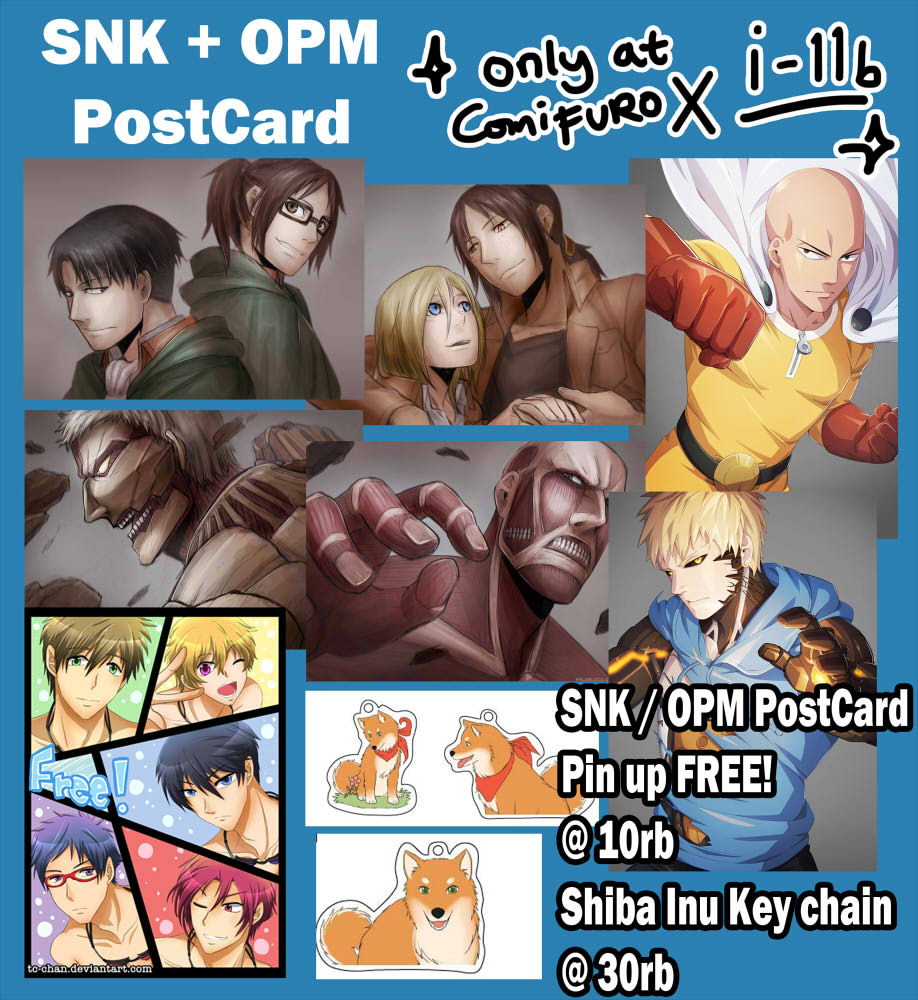 SNK + OPM
PostCard
only at
ComiFURO X i-11b
Free!
tc-chan.deviantart.com
SNK / OPM PostCard
Pin up FREE!
@ 10rb
Shiba Inu Key chain
@ 30rb